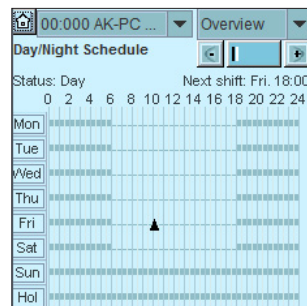 00:000 AK-PC ... Overview
Day/Night Schedule
Status: Day Next shift: Fri. 18:00
0 2 4 6 8 10 12 14 16 18 20 22 24
Mon
Tue
Wed
Thu
Fri
Sat
Sun
Hol